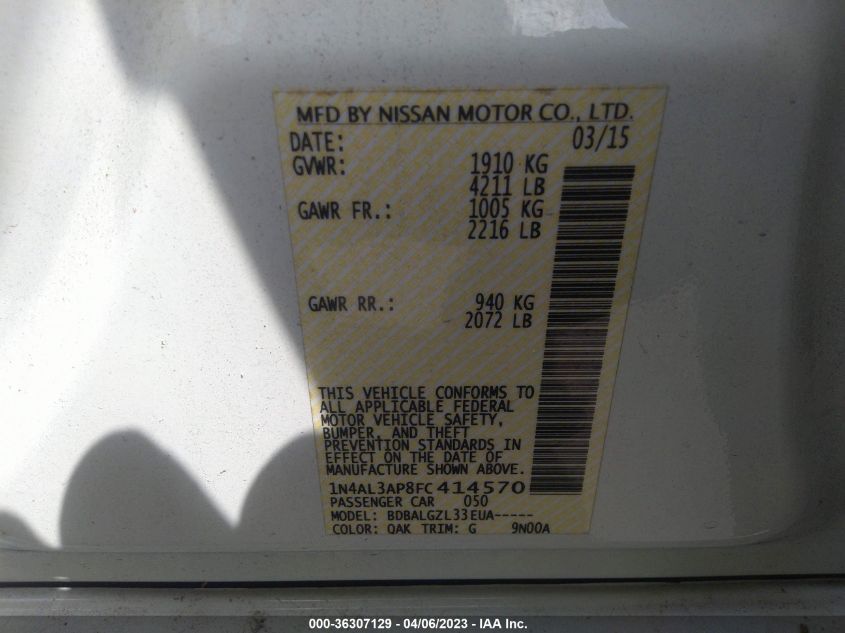 MFD BY NISSAN MOTOR CO., LTD.
DATE: 03/15
GVWR: 1910 KG
4211 LB
GAWR FR.: 1005 KG
2216 LB
GAWR RR.: 940 KG
2072 LB
THIS VEHICLE CONFORMS TO
ALL APPLICABLE FEDERAL
MOTOR VEHICLE SAFETY,
BUMPER, AND THEFT
PREVENTION STANDARDS IN
EFFECT ON THE DATE OF
MANUFACTURE SHOWN ABOVE.
1N4AL3AP8FC414570
PASSENGER CAR 050
MODEL: BDBALGZL33EUA-----
COLOR: QAK TRIM: G 9N00A
000-36307129 - 04/06/2023 - IAA Inc.